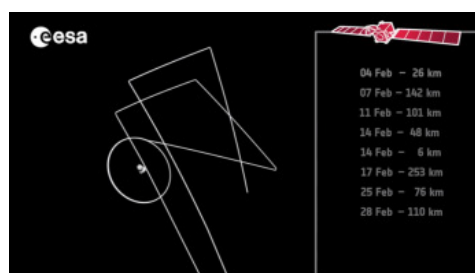 esa
04 Feb – 26 km
07 Feb – 142 km
11 Feb – 101 km
14 Feb – 48 km
14 Feb – 6 km
17 Feb – 253 km
25 Feb – 76 km
28 Feb – 110 km